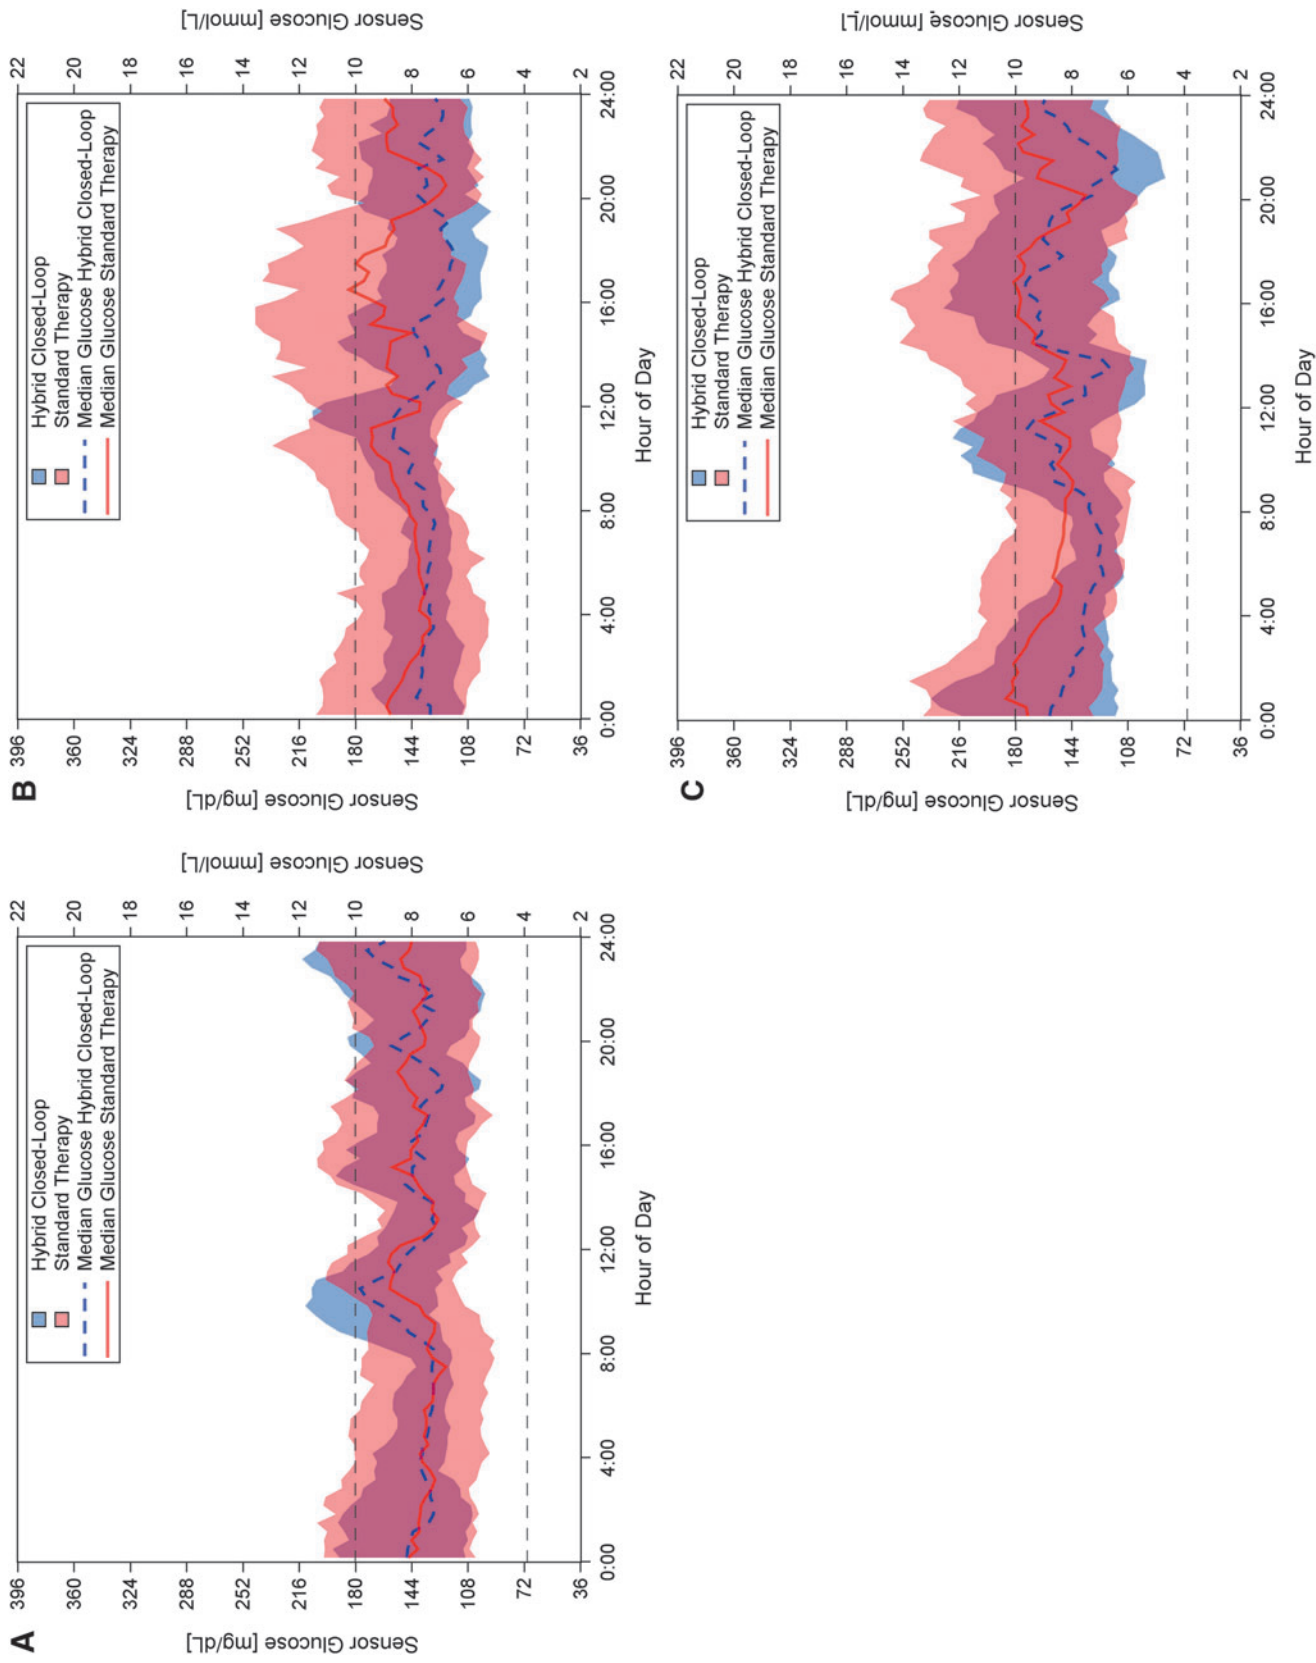 A
Sensor Glucose [mg/dL]
396
360
324
288
252
216
180
144
108
72
36
Hybrid Closed-Loop
Standard Therapy
Median Glucose Hybrid Closed-Loop
Median Glucose Standard Therapy
22
20
18
16
14
12
10
8
6
4
2
Sensor Glucose [mmol/L]
0:00 4:00 8:00 12:00 16:00 20:00 24:00
Hour of Day
B
Sensor Glucose [mg/dL]
396
360
324
288
252
216
180
144
108
72
36
Hybrid Closed-Loop
Standard Therapy
Median Glucose Hybrid Closed-Loop
Median Glucose Standard Therapy
22
20
18
16
14
12
10
8
6
4
2
Sensor Glucose [mmol/L]
0:00 4:00 8:00 12:00 16:00 20:00 24:00
Hour of Day
C
Sensor Glucose [mg/dL]
396
360
324
288
252
216
180
144
108
72
36
Hybrid Closed-Loop
Standard Therapy
Median Glucose Hybrid Closed-Loop
Median Glucose Standard Therapy
22
20
18
16
14
12
10
8
6
4
2
Sensor Glucose [mmol/L]
0:00 4:00 8:00 12:00 16:00 20:00 24:00
Hour of Day